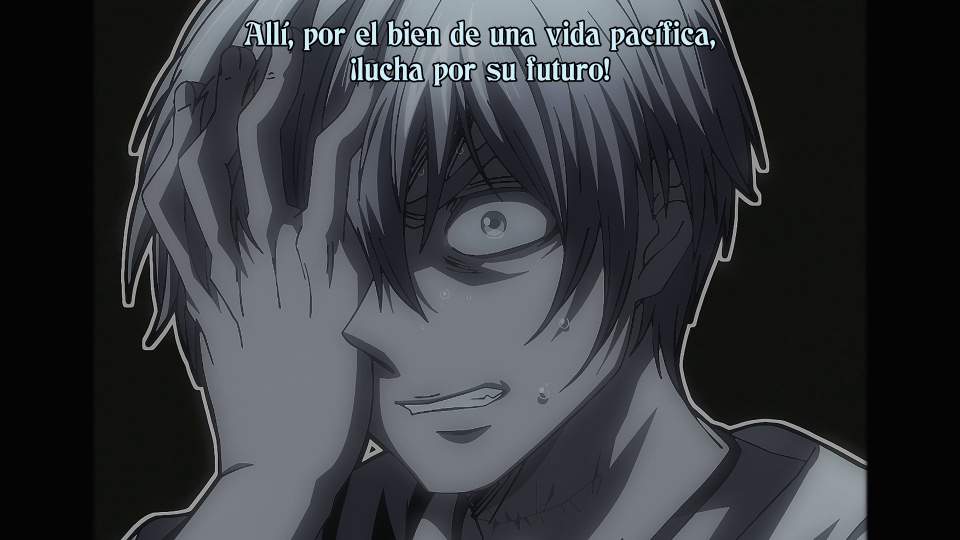 Allí, por el bien de una vida pacífica,
¡lucha por su futuro!